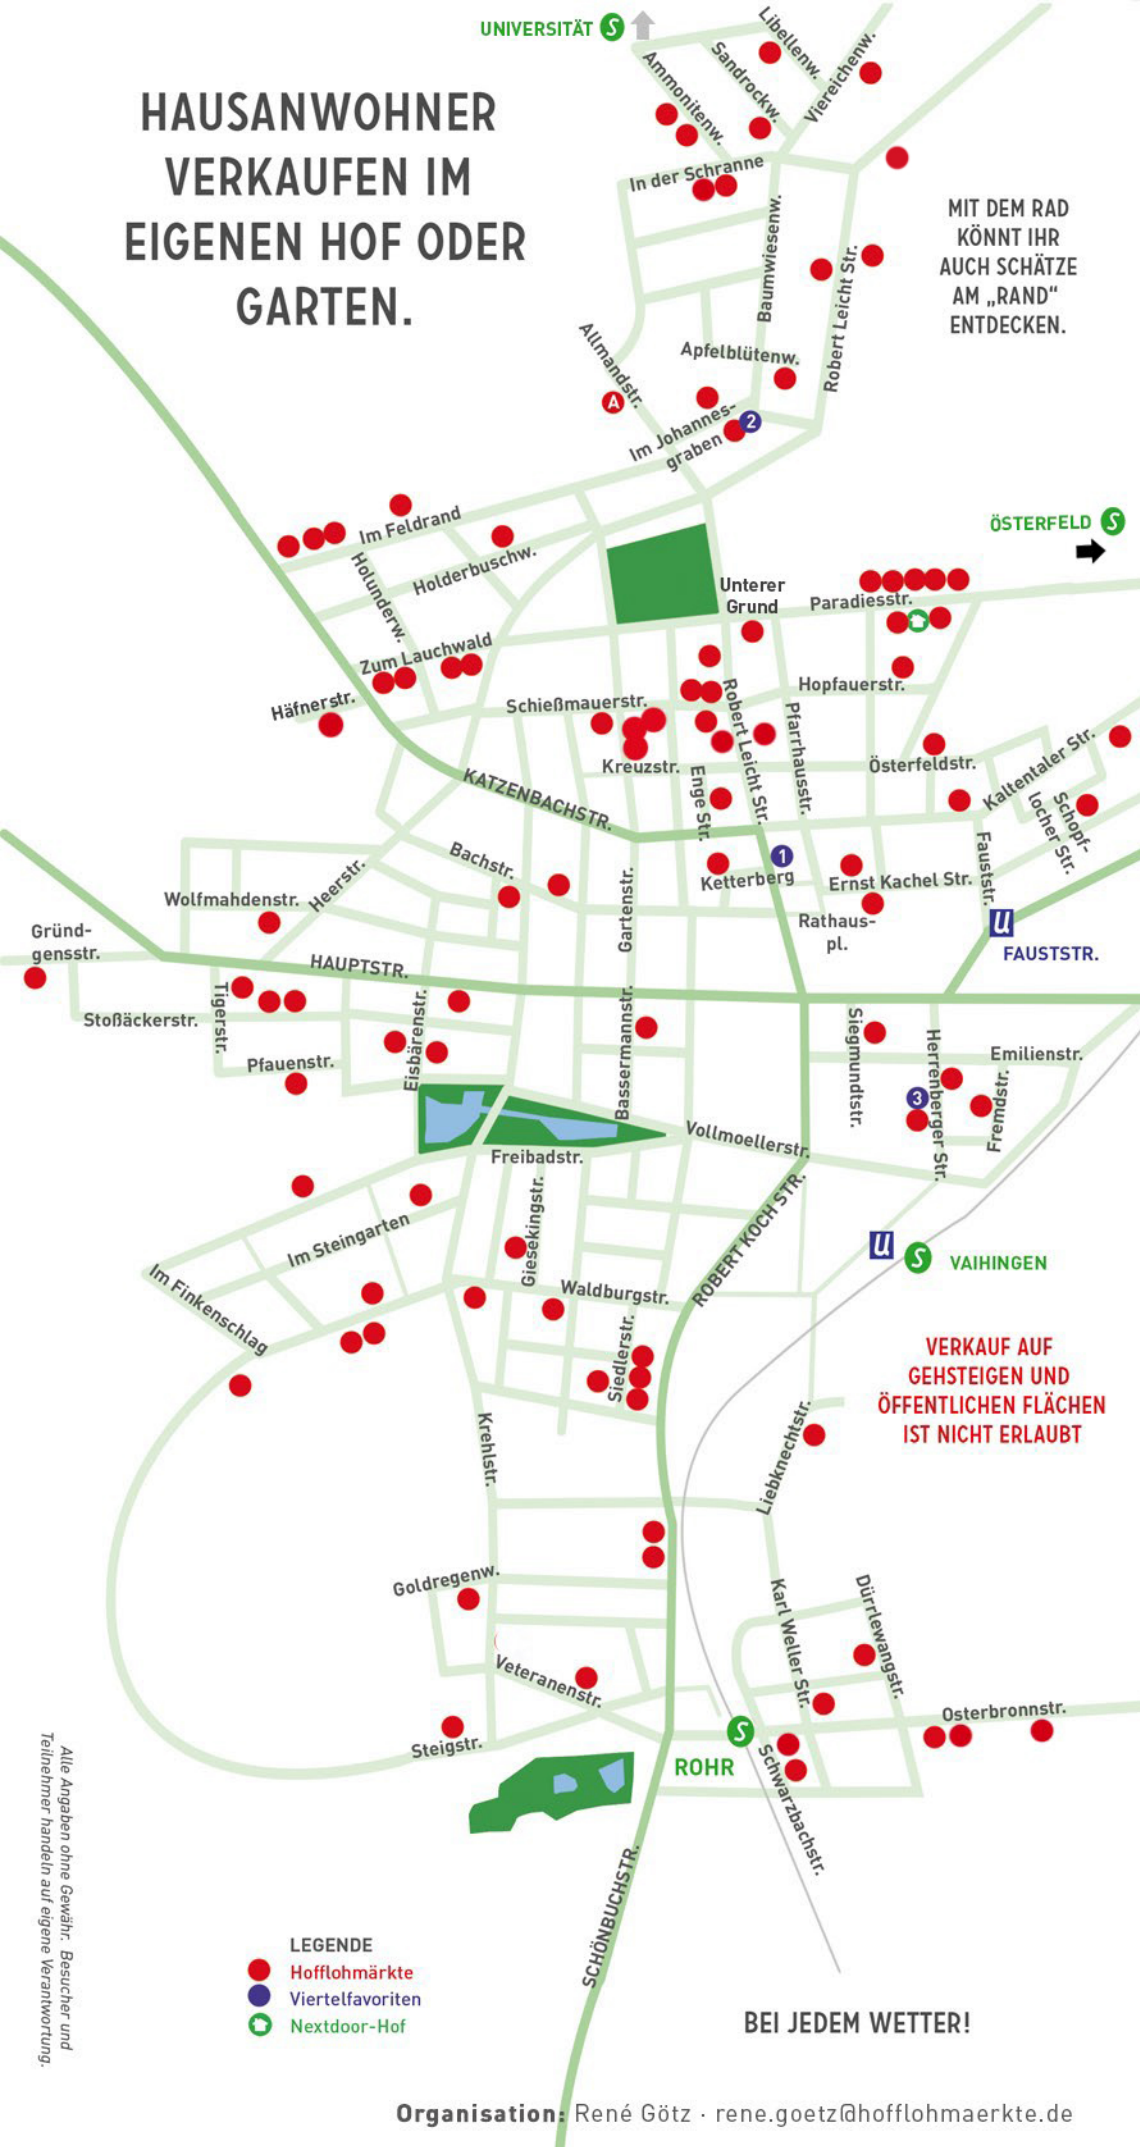 UNIVERSITÄT S
HAUSANWOHNER
VERKAUFEN IM
EIGENEN HOF ODER
GARTEN.
Libellenw.
Sandrockw.
Ammonitenw.
Viereichenw.
In der Schranne
MIT DEM RAD
KÖNNT IHR
AUCH SCHÄTZE
AM „RAND“
ENTDECKEN.
Baumwiesenw.
Robert Leicht Str.
Allmandstr.
Apfelblütenw.
A
Im Johannes-
graben
2
Im Feldrand
ÖSTERFELD S
Holderbuschw.
Holunderw.
Unterer
Grund
Paradiesstr.
Zum Lauchwald
Häfnerstr.
Schießmauerstr.
Hopfauerstr.
Robert Leicht Str.
Pfarrhausstr.
Kreuzstr.
Enge Str.
Österfeldstr.
Kaltentaler Str.
Schopf-
locher Str.
KATZENBACHSTR.
Bachstr.
Heerstr.
Wolfmahdenstr.
Gartenstr.
Ketterberg
1
Ernst Kachel Str.
Fauststr.
Rathaus-
pl.
U
FAUSTSTR.
Gründ-
gensstr.
HAUPTSTR.
Stoßäckerstr.
Tigerstr.
Pfauenstr.
Eisbärenstr.
Bassermannstr.
Siegmundtstr.
Herrenberger Str.
Emilienstr.
Fremdstr.
3
Vollmoellerstr.
Freibadstr.
Im Steingarten
Im Finkenschlag
Giesekingstr.
ROBERT KOCH STR.
Waldburgstr.
Siedlerstr.
U S VAIHINGEN
VERKAUF AUF
GEHSTEIGEN UND
ÖFFENTLICHEN FLÄCHEN
IST NICHT ERLAUBT
Krehlstr.
Liebknechtstr.
Goldregenw.
Karl Weller Str.
Dürrlewangstr.
Veteranenstr.
Steigstr.
S
ROHR
Osterbronnstr.
Schwarzbachstr.
SCHÖNBUCHSTR.
Alle Angaben ohne Gewähr. Besucher und
Teilnehmer handeln auf eigene Verantwortung.
LEGENDE
Hofflohmärkte
Viertelfavoriten
Nextdoor-Hof
BEI JEDEM WETTER!
Organisation: René Götz · rene.goetz@hofflohmaerkte.de